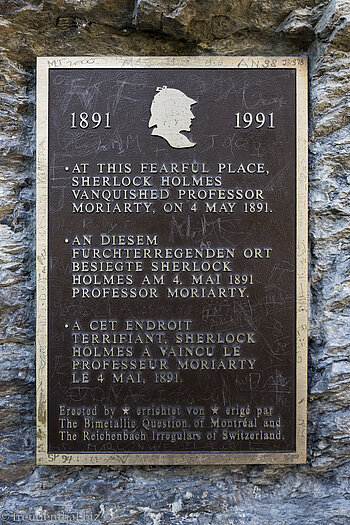 1891 1991
• AT THIS FEARFUL PLACE,
SHERLOCK HOLMES
VANQUISHED PROFESSOR
MORIARTY, ON 4 MAY 1891.
• AN DIESEM
FURCHTERREGENDEN ORT
BESIEGTE SHERLOCK
HOLMES AM 4. MAI 1891
PROFESSOR MORIARTY.
• A CET ENDROIT
TERRIFIANT, SHERLOCK
HOLMES A VAINCU LE
PROFESSEUR MORIARTY
LE 4 MAI, 1891.
Erected by ★ errichtet von ★ erigé par
The Bimetallic Question of Montréal and
The Reichenbach Irregulars of Switzerland.